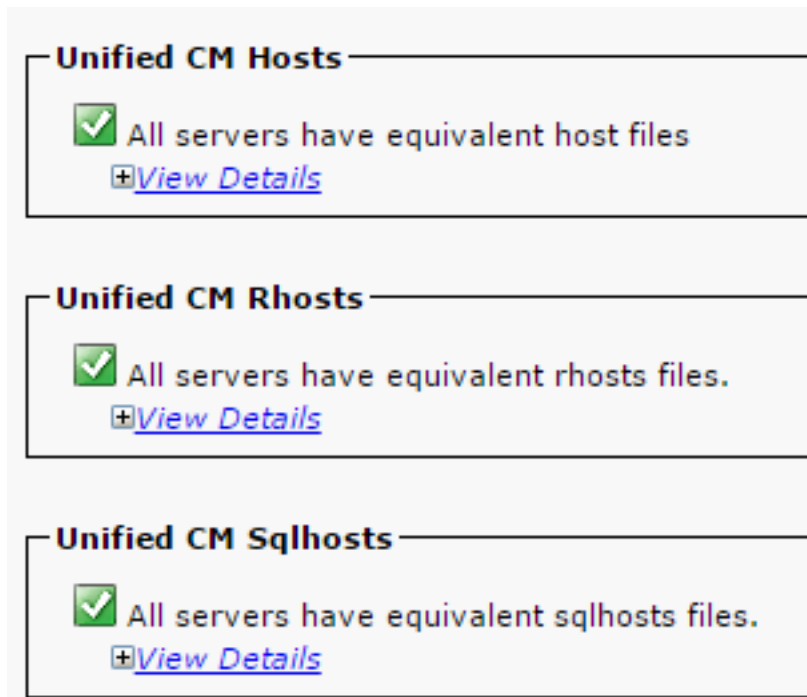 Unified CM Hosts
All servers have equivalent host files
View Details
Unified CM Rhosts
All servers have equivalent rhosts files.
View Details
Unified CM Sqlhosts
All servers have equivalent sqlhosts files.
View Details